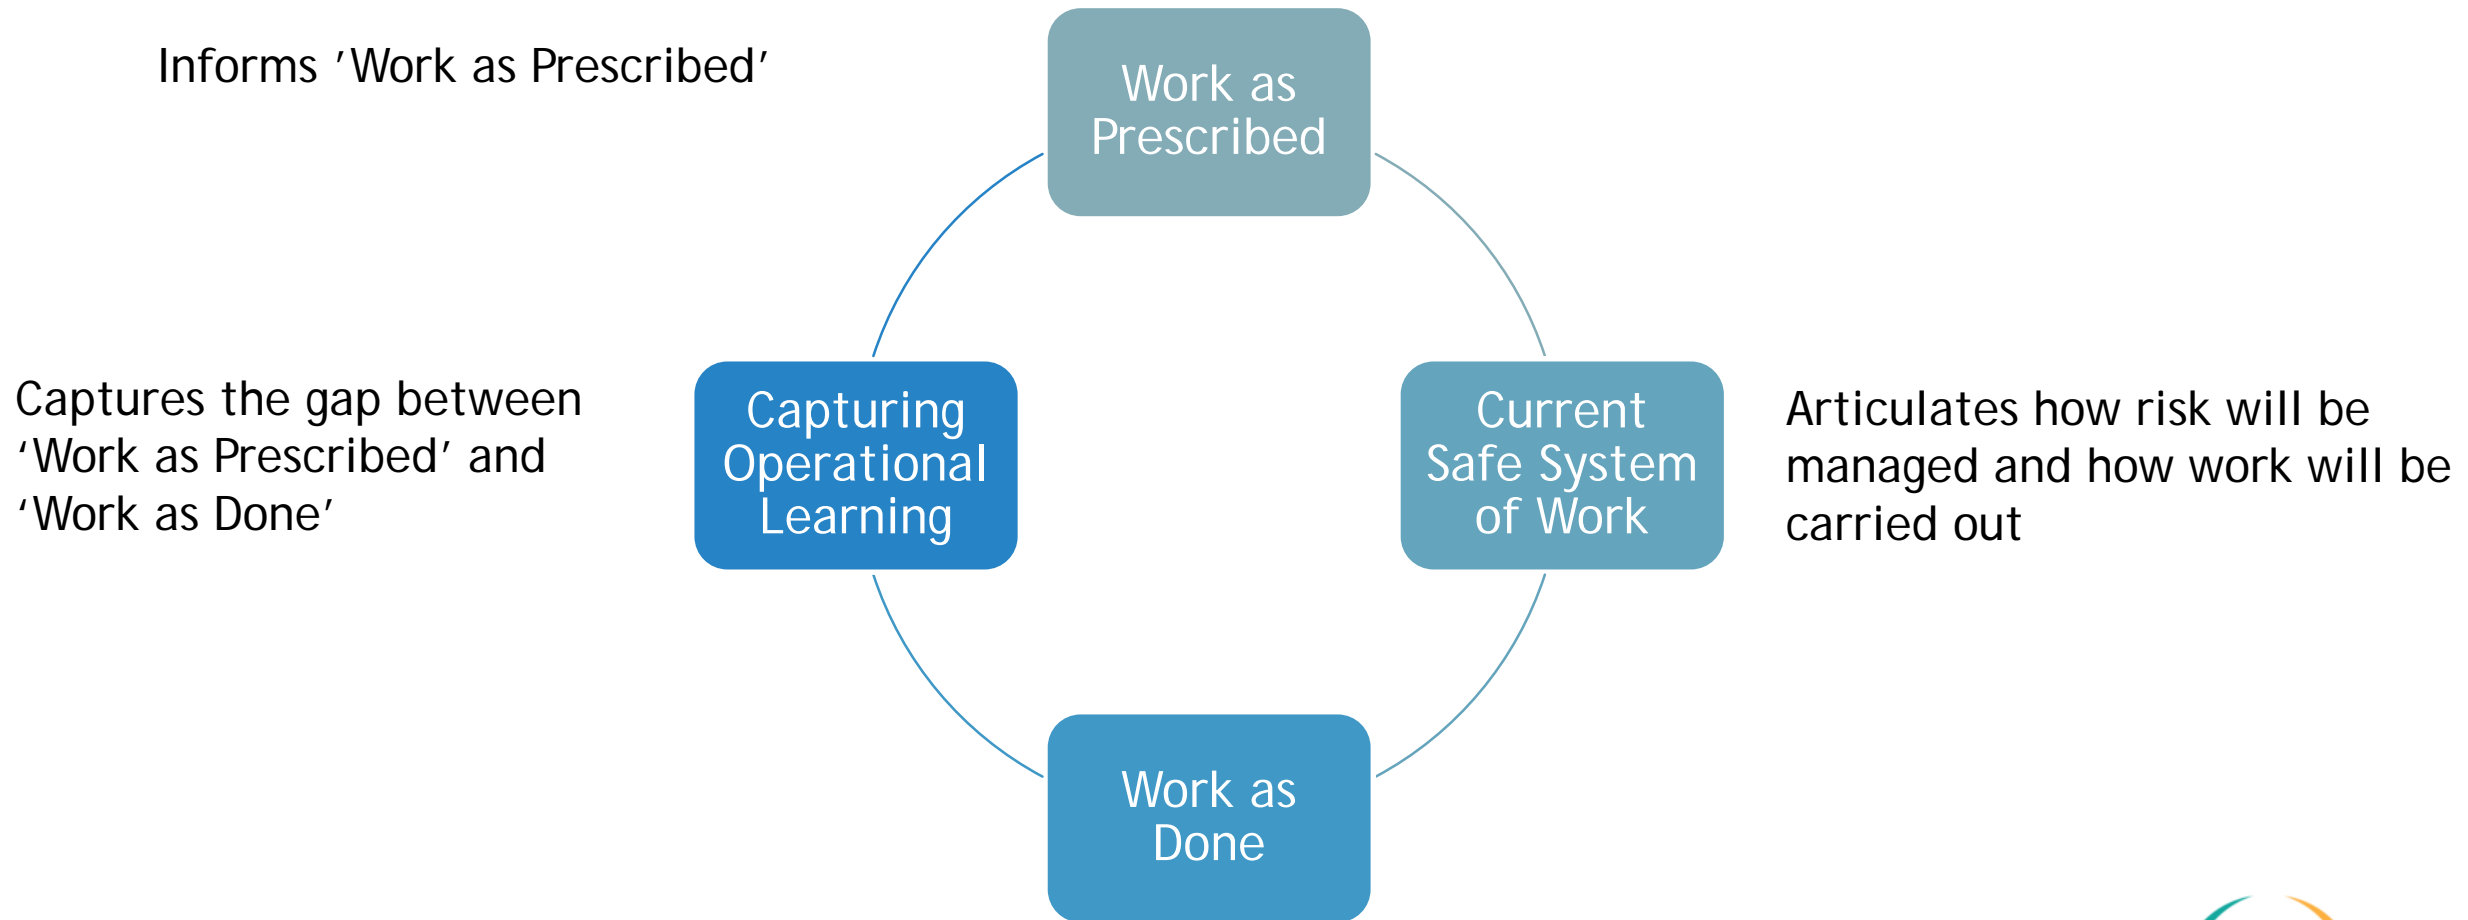 Informs ’Work as Prescribed’
Work as
Prescribed
Captures the gap between
‘Work as Prescribed’ and
‘Work as Done’
Capturing
Operational
Learning
Current
Safe System
of Work
Articulates how risk will be
managed and how work will be
carried out
Work as
Done